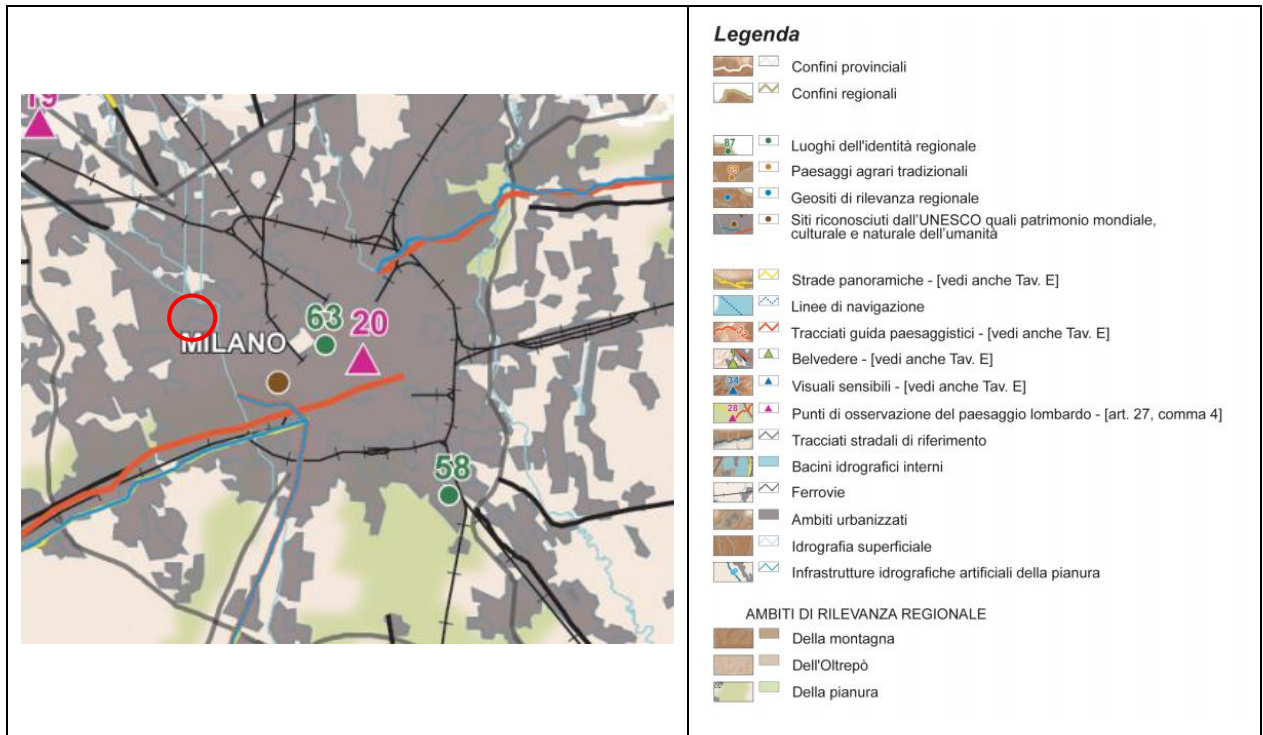 19
63
20
MILANO
58
Legenda
Confini provinciali
Confini regionali
87
Luoghi dell'identità regionale
Paesaggi agrari tradizionali
Geositi di rilevanza regionale
Siti riconosciuti dall'UNESCO quali patrimonio mondiale,
culturale e naturale dell'umanità
Strade panoramiche - [vedi anche Tav. E]
Linee di navigazione
Tracciati guida paesaggistici - [vedi anche Tav. E]
Belvedere - [vedi anche Tav. E]
34
Visuali sensibili - [vedi anche Tav. E]
28
Punti di osservazione del paesaggio lombardo - [art. 27, comma 4]
Tracciati stradali di riferimento
Bacini idrografici interni
Ferrovie
Ambiti urbanizzati
Idrografia superficiale
Infrastrutture idrografiche artificiali della pianura
AMBITI DI RILEVANZA REGIONALE
Della montagna
Dell'Oltrepò
Della pianura